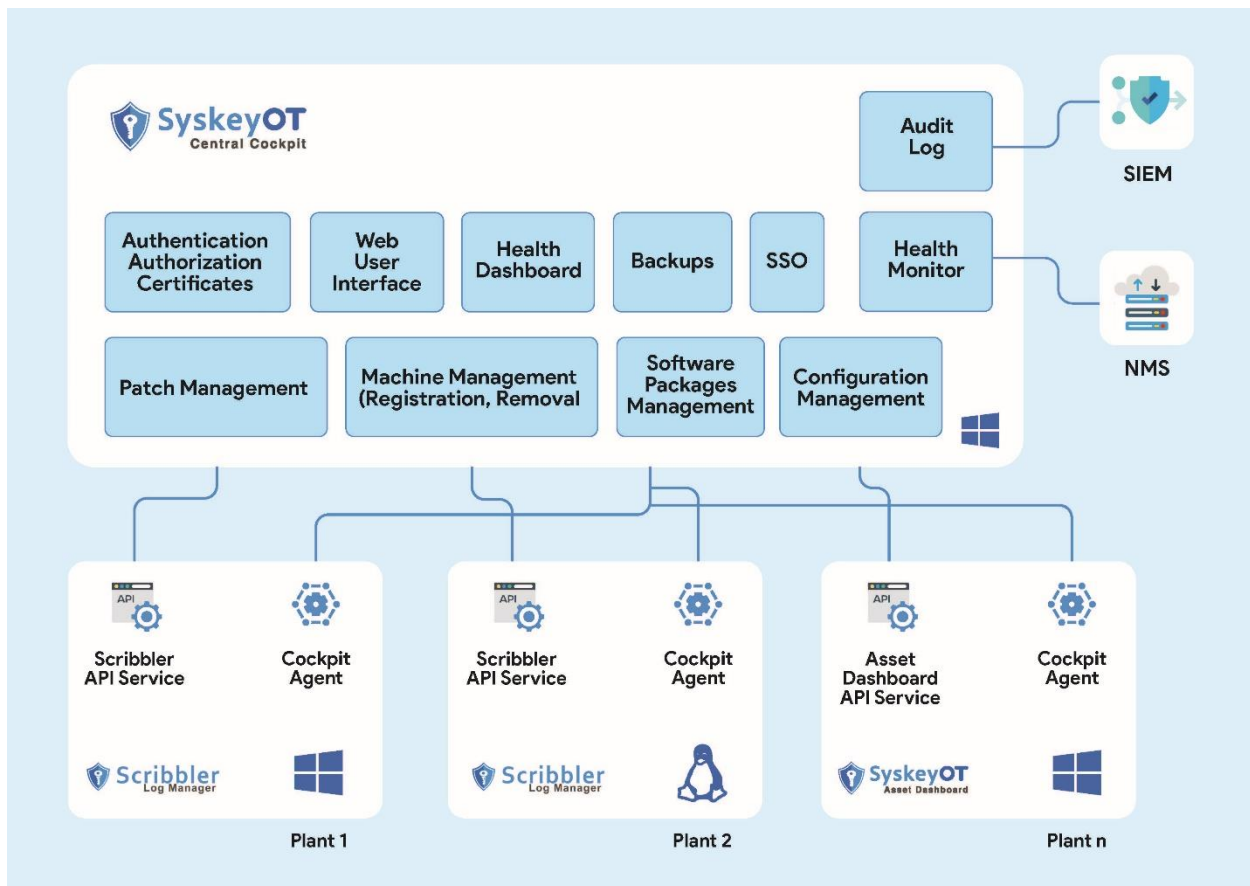 SyskeyOT
Central Cockpit
Audit
Log
SIEM
Authentication
Authorization
Certificates
Web
User
Interface
Health
Dashboard
Backups
SSO
Health
Monitor
NMS
Patch Management
Machine Management
(Registration, Removal
Software
Packages
Management
Configuration
Management
API
Scribbler
API Service
Cockpit
Agent
Scribbler
Log Manager
Plant 1
API
Scribbler
API Service
Cockpit
Agent
Scribbler
Log Manager
Plant 2
API
Asset
Dashboard
API Service
Cockpit
Agent
SyskeyOT
Asset Dashboard
Plant n